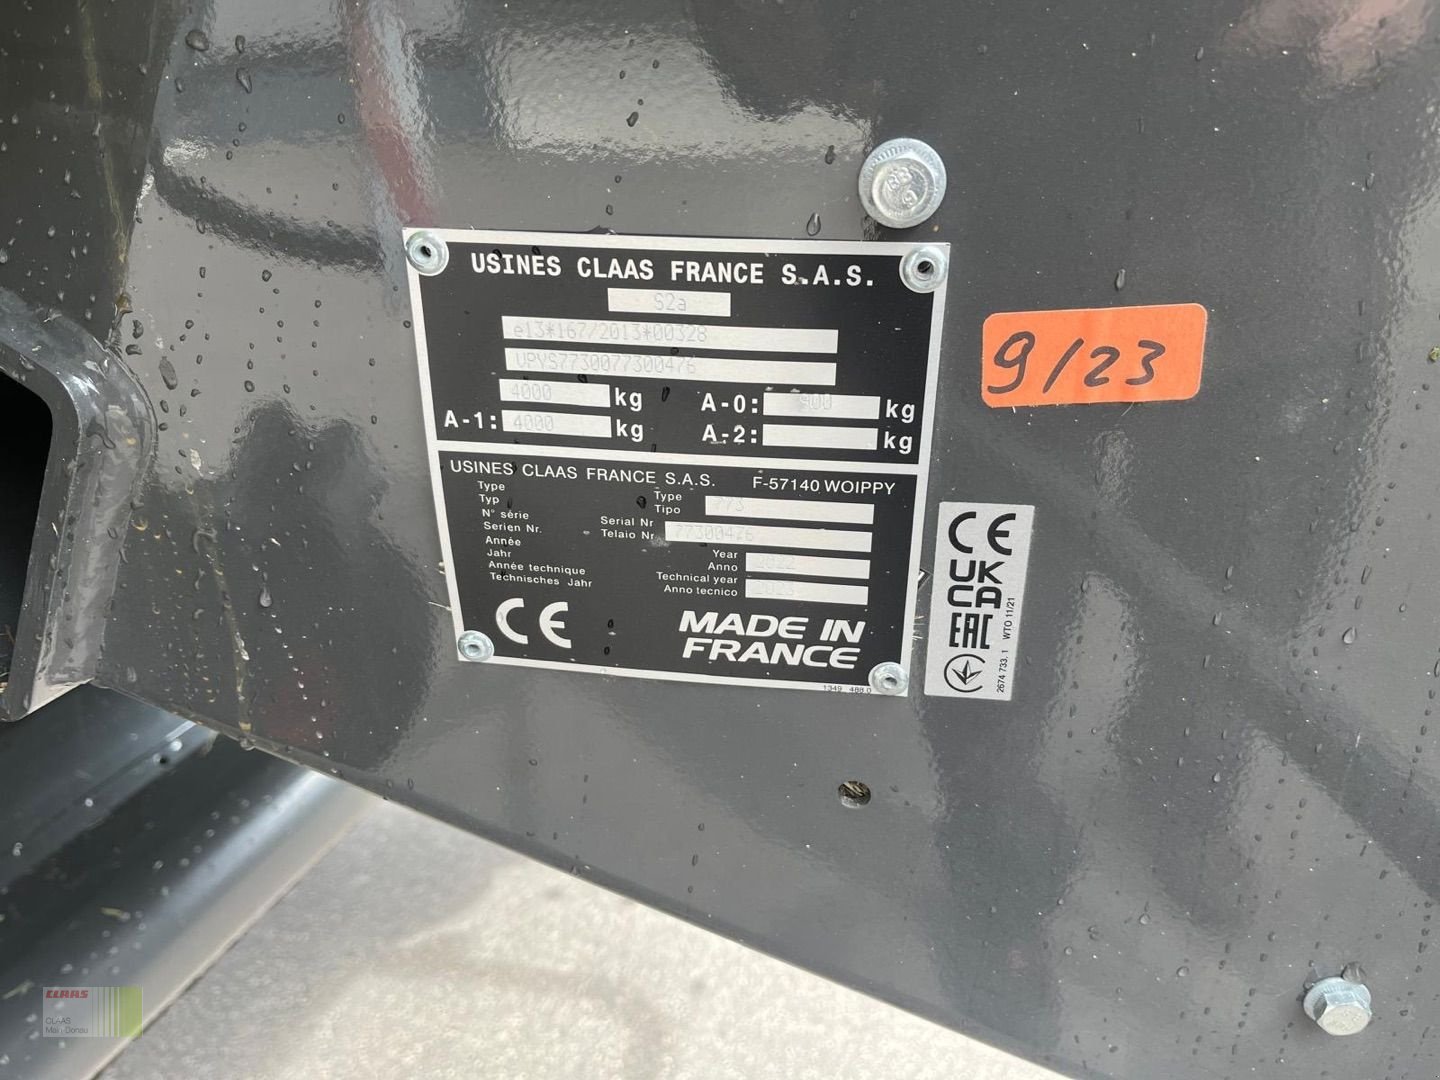 USINES CLAAS FRANCE S.A.S.
S2a
e13*167/2013*00328
VPYS7730077300476
4000 kg A-0: 900 kg
A-1: 4000 kg A-2: kg
USINES CLAAS FRANCE S.A.S. F-57140 WOIPPY
Type Type
Typ Tipo 773
N° série Serial Nr
Serien Nr. Telaio Nr 77300476
Année Year
Jahr Anno 2022
Année technique Technical year
Technisches Jahr Anno tecnico 2023
CE MADE IN
FRANCE
1349 488.0
9/23
CE
UK
CA
EAC
2674 733.1 WTO 11/21
CLAAS
CLAAS
Main-Donau